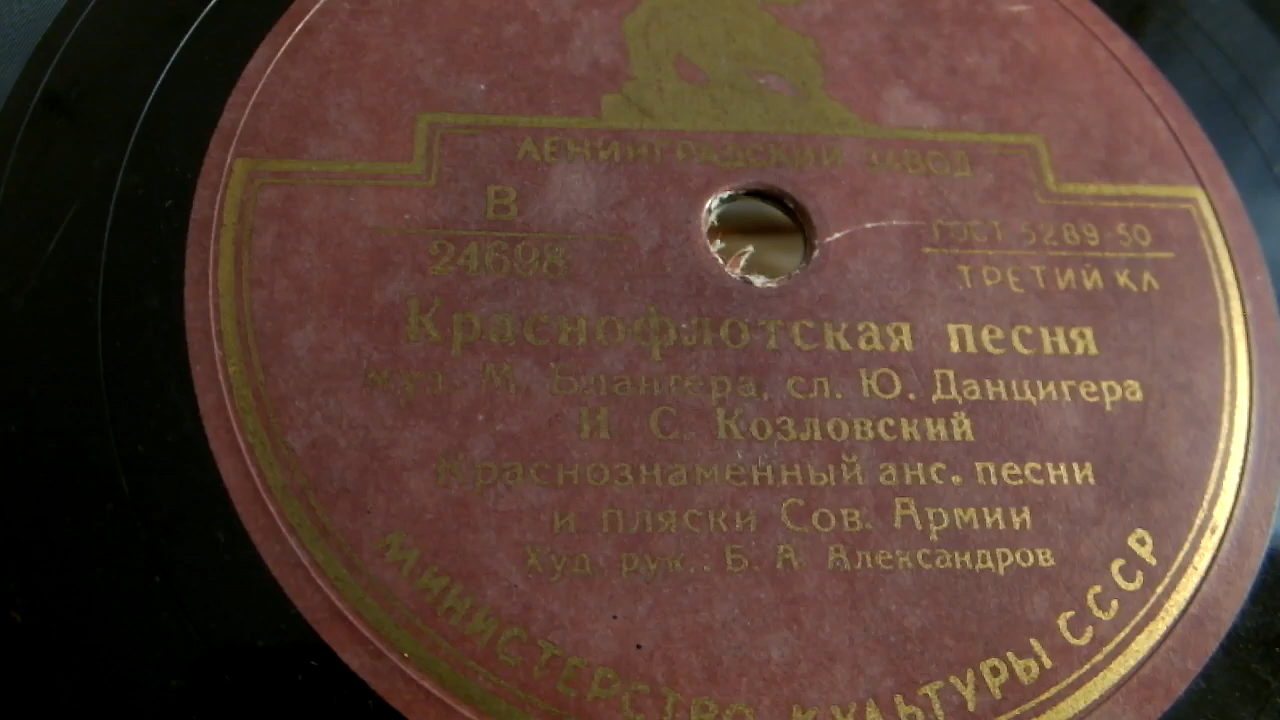 ЛЕНИНГРАДСКИЙ ЗАВОД
В
24698
ГОСТ 5289-50
ТРЕТИЙ КЛ
Краснофлотская песня
муз. М. Блантера, сл. Ю. Данцигера
И. С. Козловский
Краснознаменный анс. песни
и пляски Сов. Армии
Худ. рук.: Б. А. Александров
МИНИСТЕРСТВО КУЛЬТУРЫ СССР